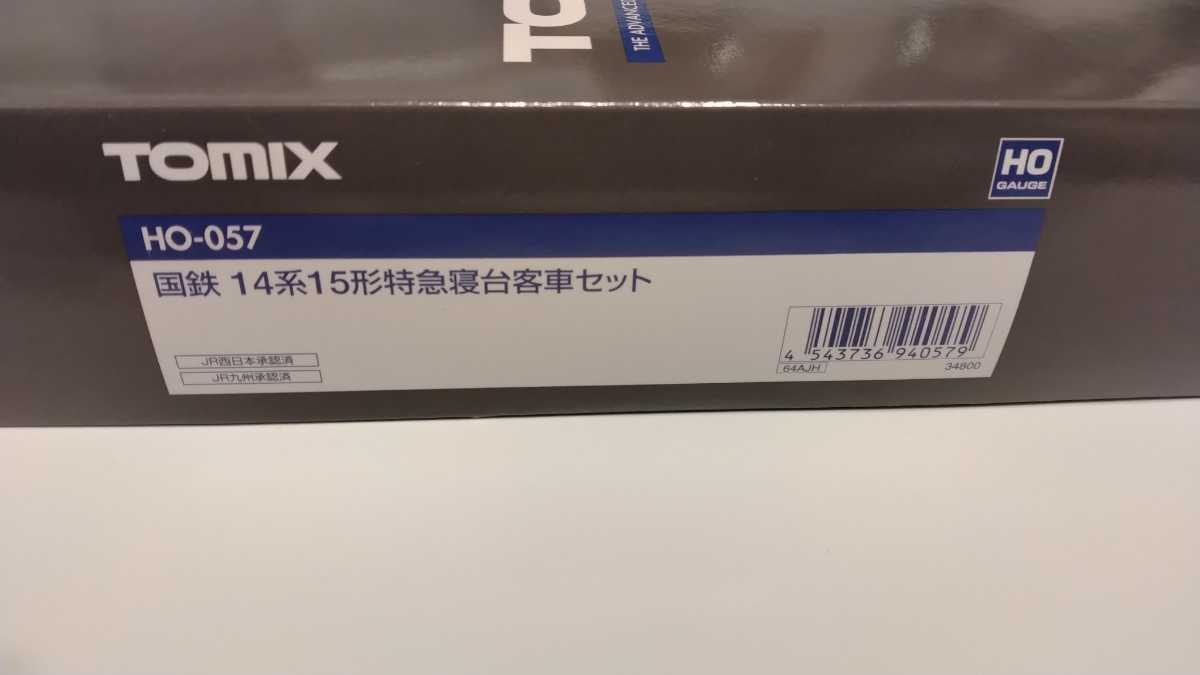 THE ADVANCED
TOMIX
HO
GAUGE
HO-057
国鉄 14系15形特急寝台客車セット
JR西日本承認済
JR九州承認済
4 543736 940579
64AJH
34800